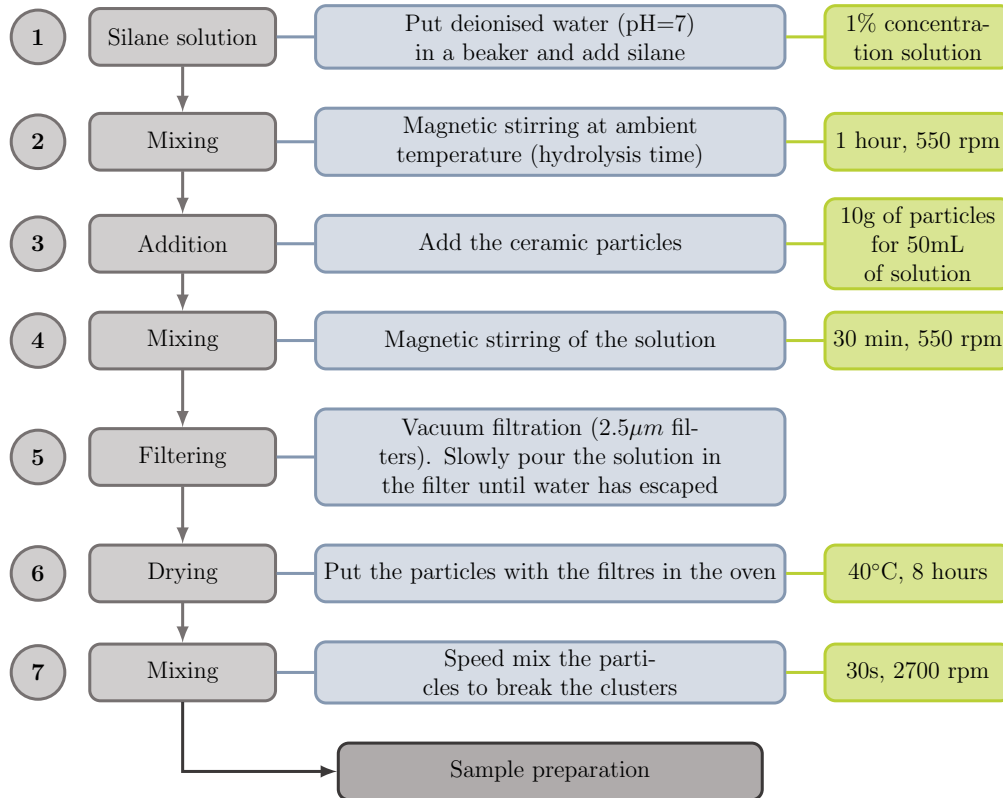 1
Silane solution
Put deionised water (pH=7)
in a beaker and add silane
1% concentra-
tion solution
2
Mixing
Magnetic stirring at ambient
temperature (hydrolysis time)
1 hour, 550 rpm
3
Addition
Add the ceramic particles
10g of particles
for 50mL
of solution
4
Mixing
Magnetic stirring of the solution
30 min, 550 rpm
5
Filtering
Vacuum filtration (2.5μm fil-
ters). Slowly pour the solution in
the filter until water has escaped
6
Drying
Put the particles with the filtres in the oven
40°C, 8 hours
7
Mixing
Speed mix the parti-
cles to break the clusters
30s, 2700 rpm
Sample preparation